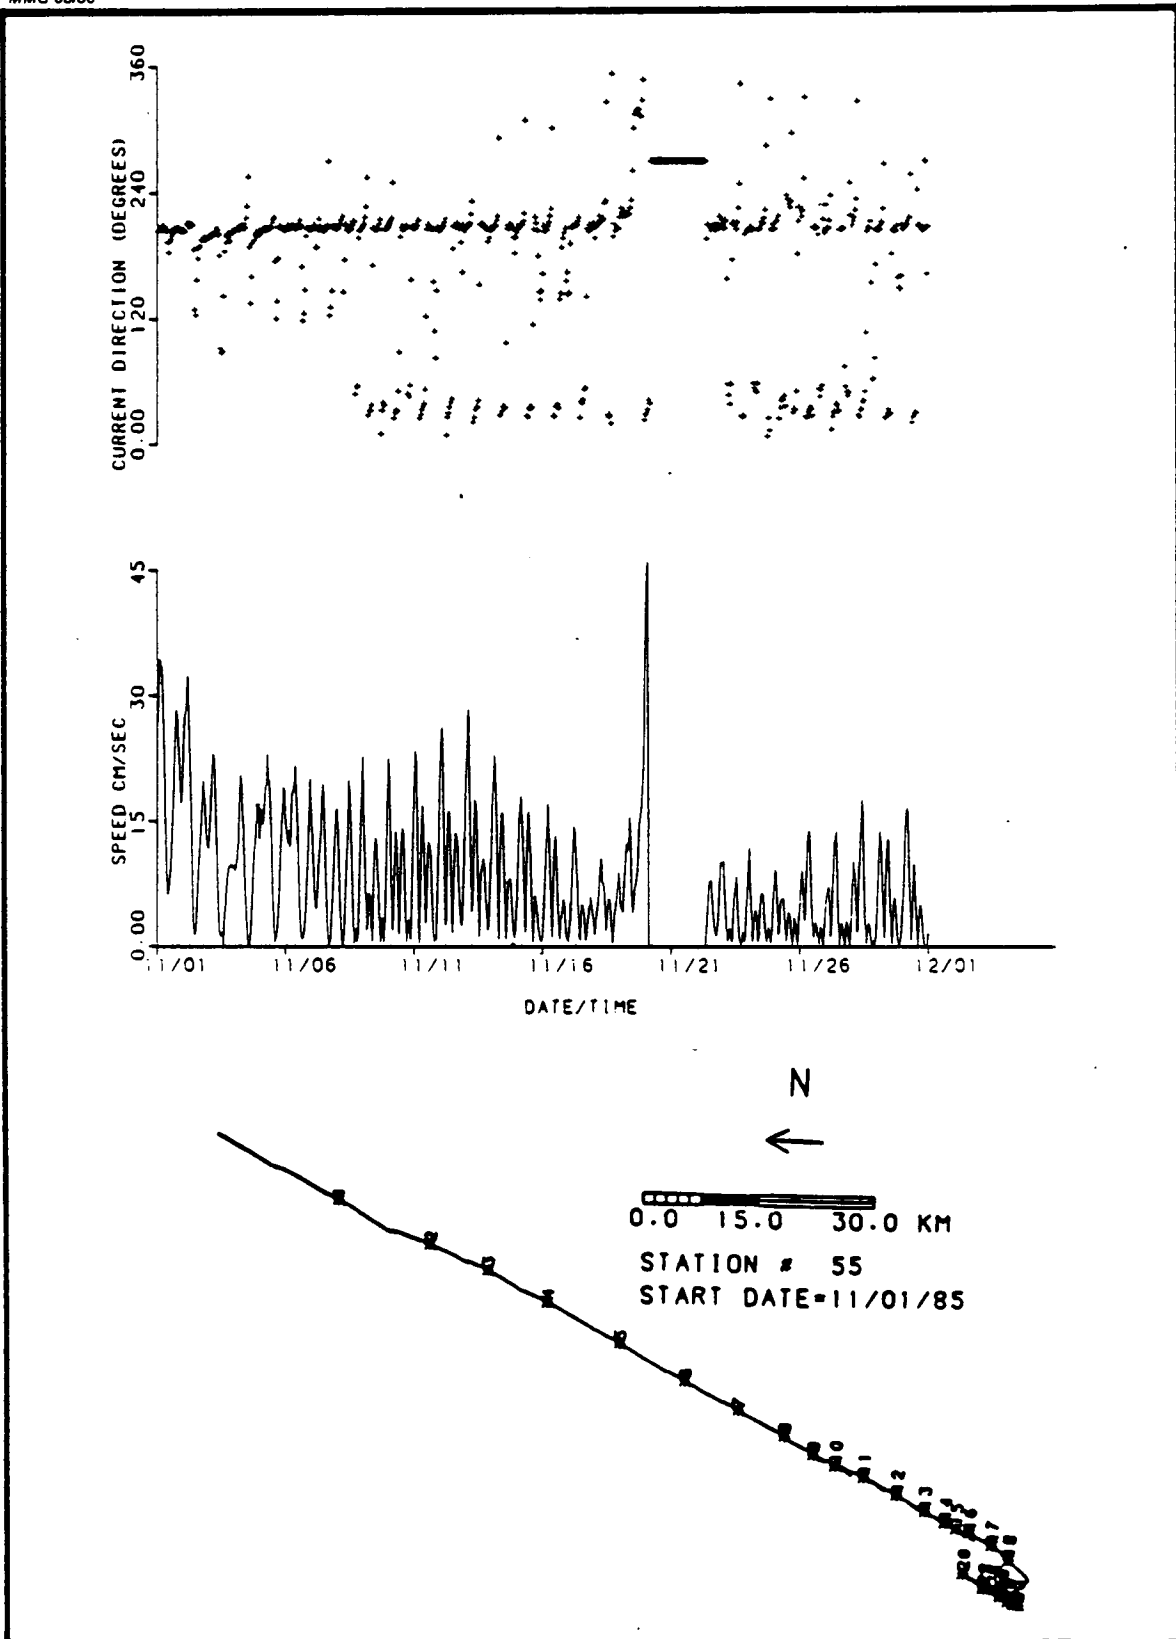 360
240
120
0.00
CURRENT DIRECTION (DEGREES)
45
30
15
0.00
SPEED CM/SEC
11/01 11/06 11/11 11/16 11/21 11/26 12/01
DATE/TIME
N
0.0 15.0 30.0 KM
STATION # 55
START DATE=11/01/85